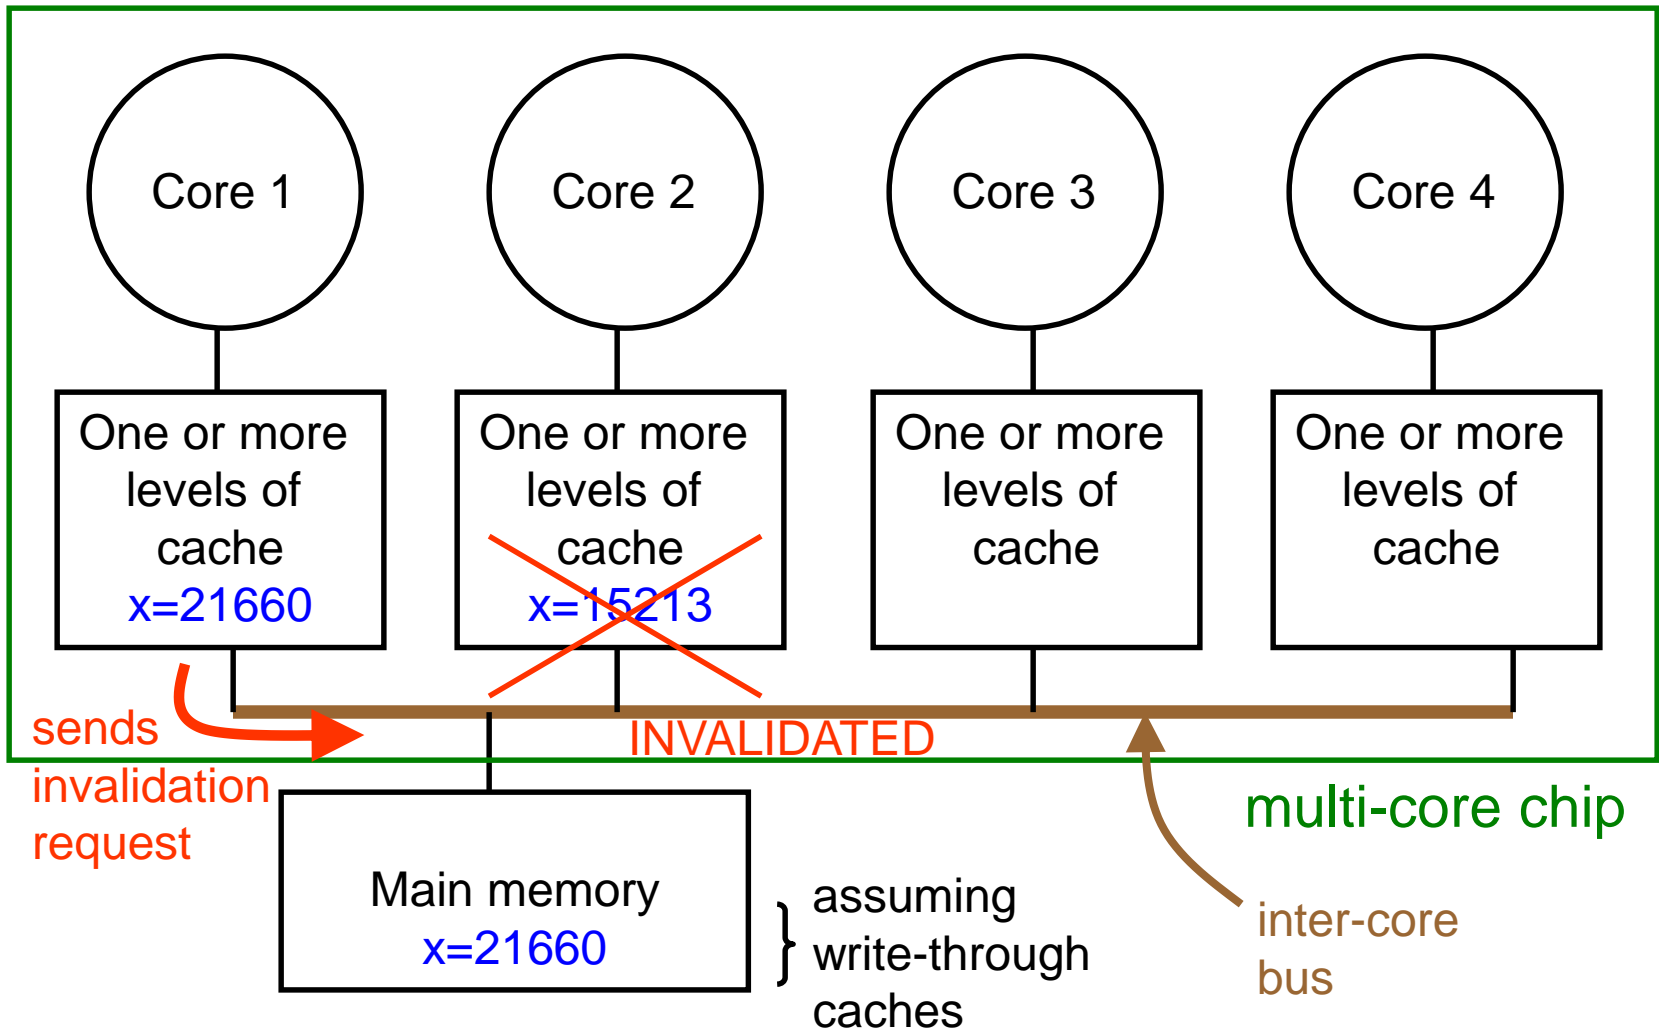 Core 1
Core 2
Core 3
Core 4
One or more
levels of
cache
x=21660
One or more
levels of
cache
x=15213
One or more
levels of
cache
One or more
levels of
cache
sends
invalidation
request
INVALIDATED
multi-core chip
Main memory
x=21660
assuming
write-through
caches
inter-core
bus